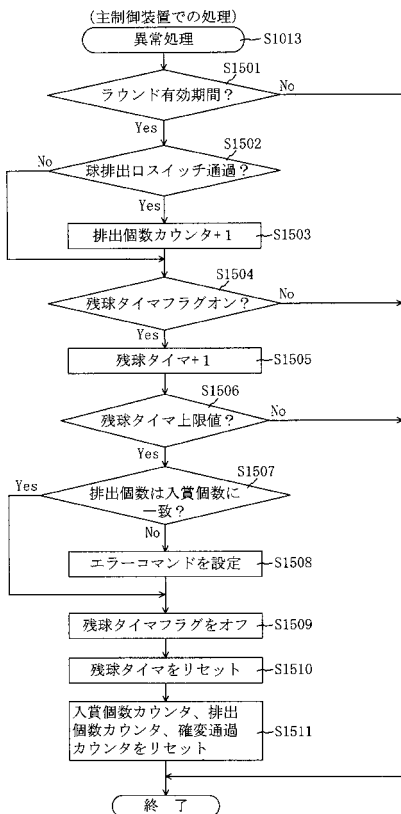 (主制御装置での処理)
異常処理
S1013
S1501
ラウンド有効期間?
No
Yes
S1502
No
球排出口スイッチ通過?
Yes
排出個数カウンタ+1
S1503
S1504
残球タイマフラグオン?
No
Yes
残球タイマ+1
S1505
S1506
残球タイマ上限値?
No
Yes
S1507
Yes
排出個数は入賞個数に
一致?
No
エラーコマンドを設定
S1508
残球タイマフラグをオフ
S1509
残球タイマをリセット
S1510
入賞個数カウンタ、排出
個数カウンタ、確変通過
カウンタをリセット
S1511
終 了